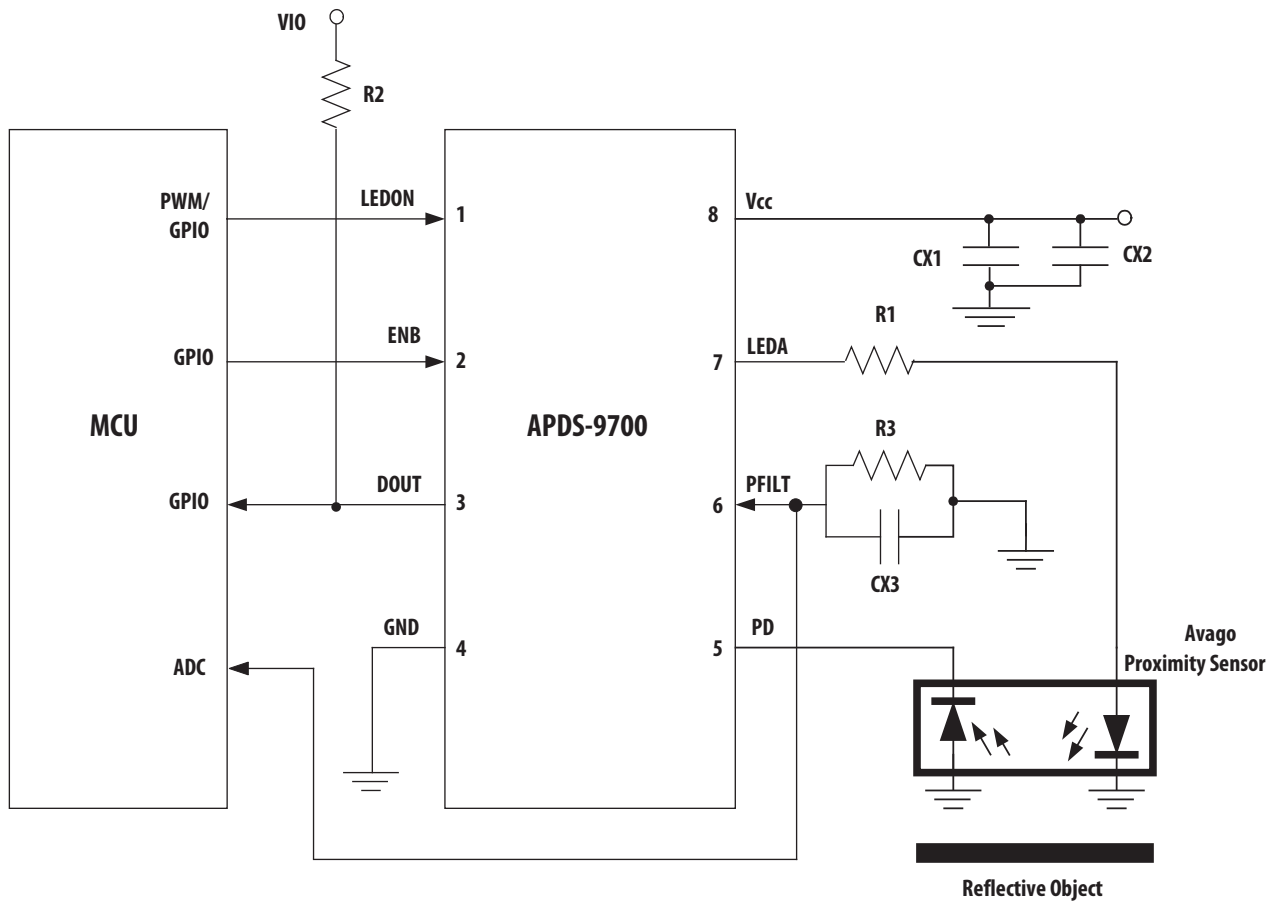 VIO
R2
PWM/
GPIO
LEDON
1
8
Vcc
CX1
CX2
R1
GPIO
ENB
2
7
LEDA
MCU
APDS-9700
R3
GPIO
DOUT
3
6
PFILT
CX3
GND
4
5
PD
ADC
Avago
Proximity Sensor
Reflective Object